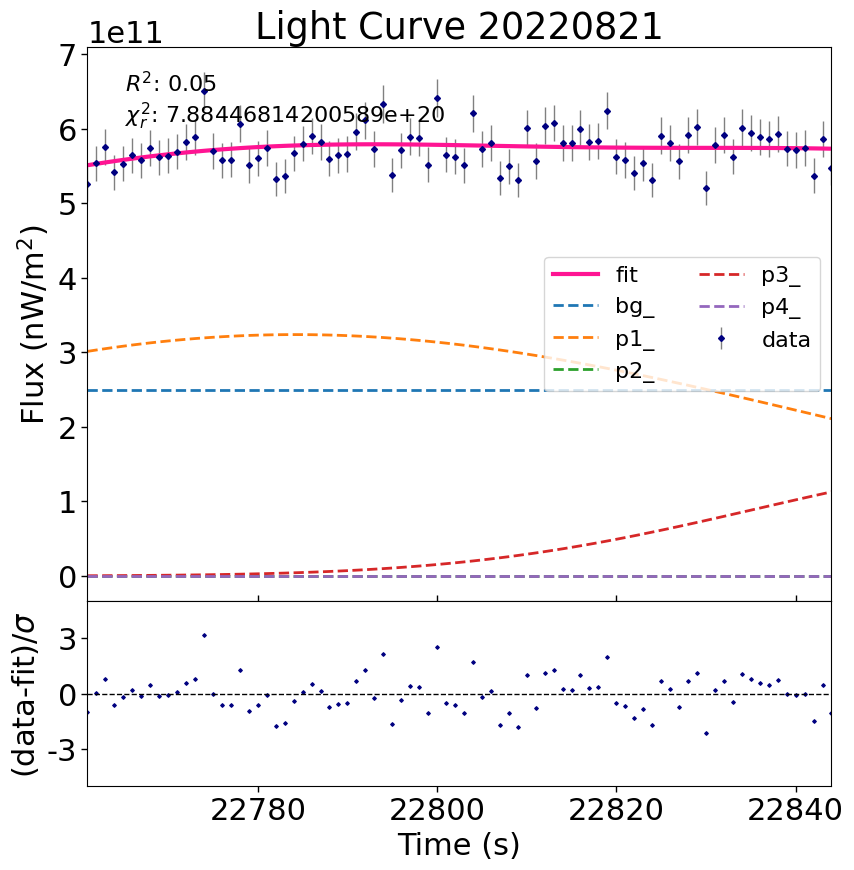 Light Curve 20220821
1e11
R²: 0.05
χ²ᵣ: 7.88446814200589e+20
7
6
5
4
3
2
1
0
Flux (nW/m²)
fit
bg_
p1_
p2_
p3_
p4_
data
3
0
-3
(data-fit)/σ
22780 22800 22820 22840
Time (s)